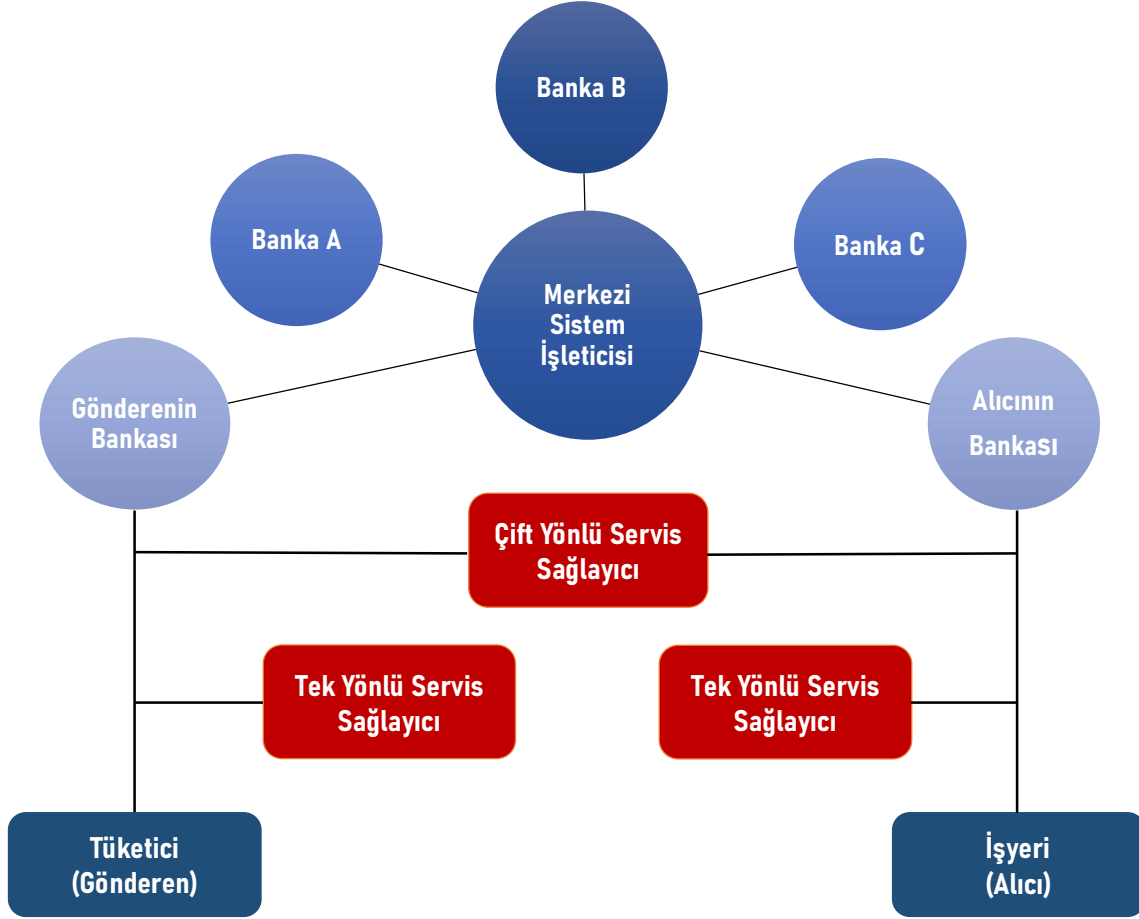 Banka B
Banka A
Banka C
Merkezi
Sistem
İşleticisi
Gönderenin
Bankası
Alıcının
Bankası
Çift Yönlü Servis
Sağlayıcı
Tek Yönlü Servis
Sağlayıcı
Tek Yönlü Servis
Sağlayıcı
Tüketici
(Gönderen)
İşyeri
(Alıcı)